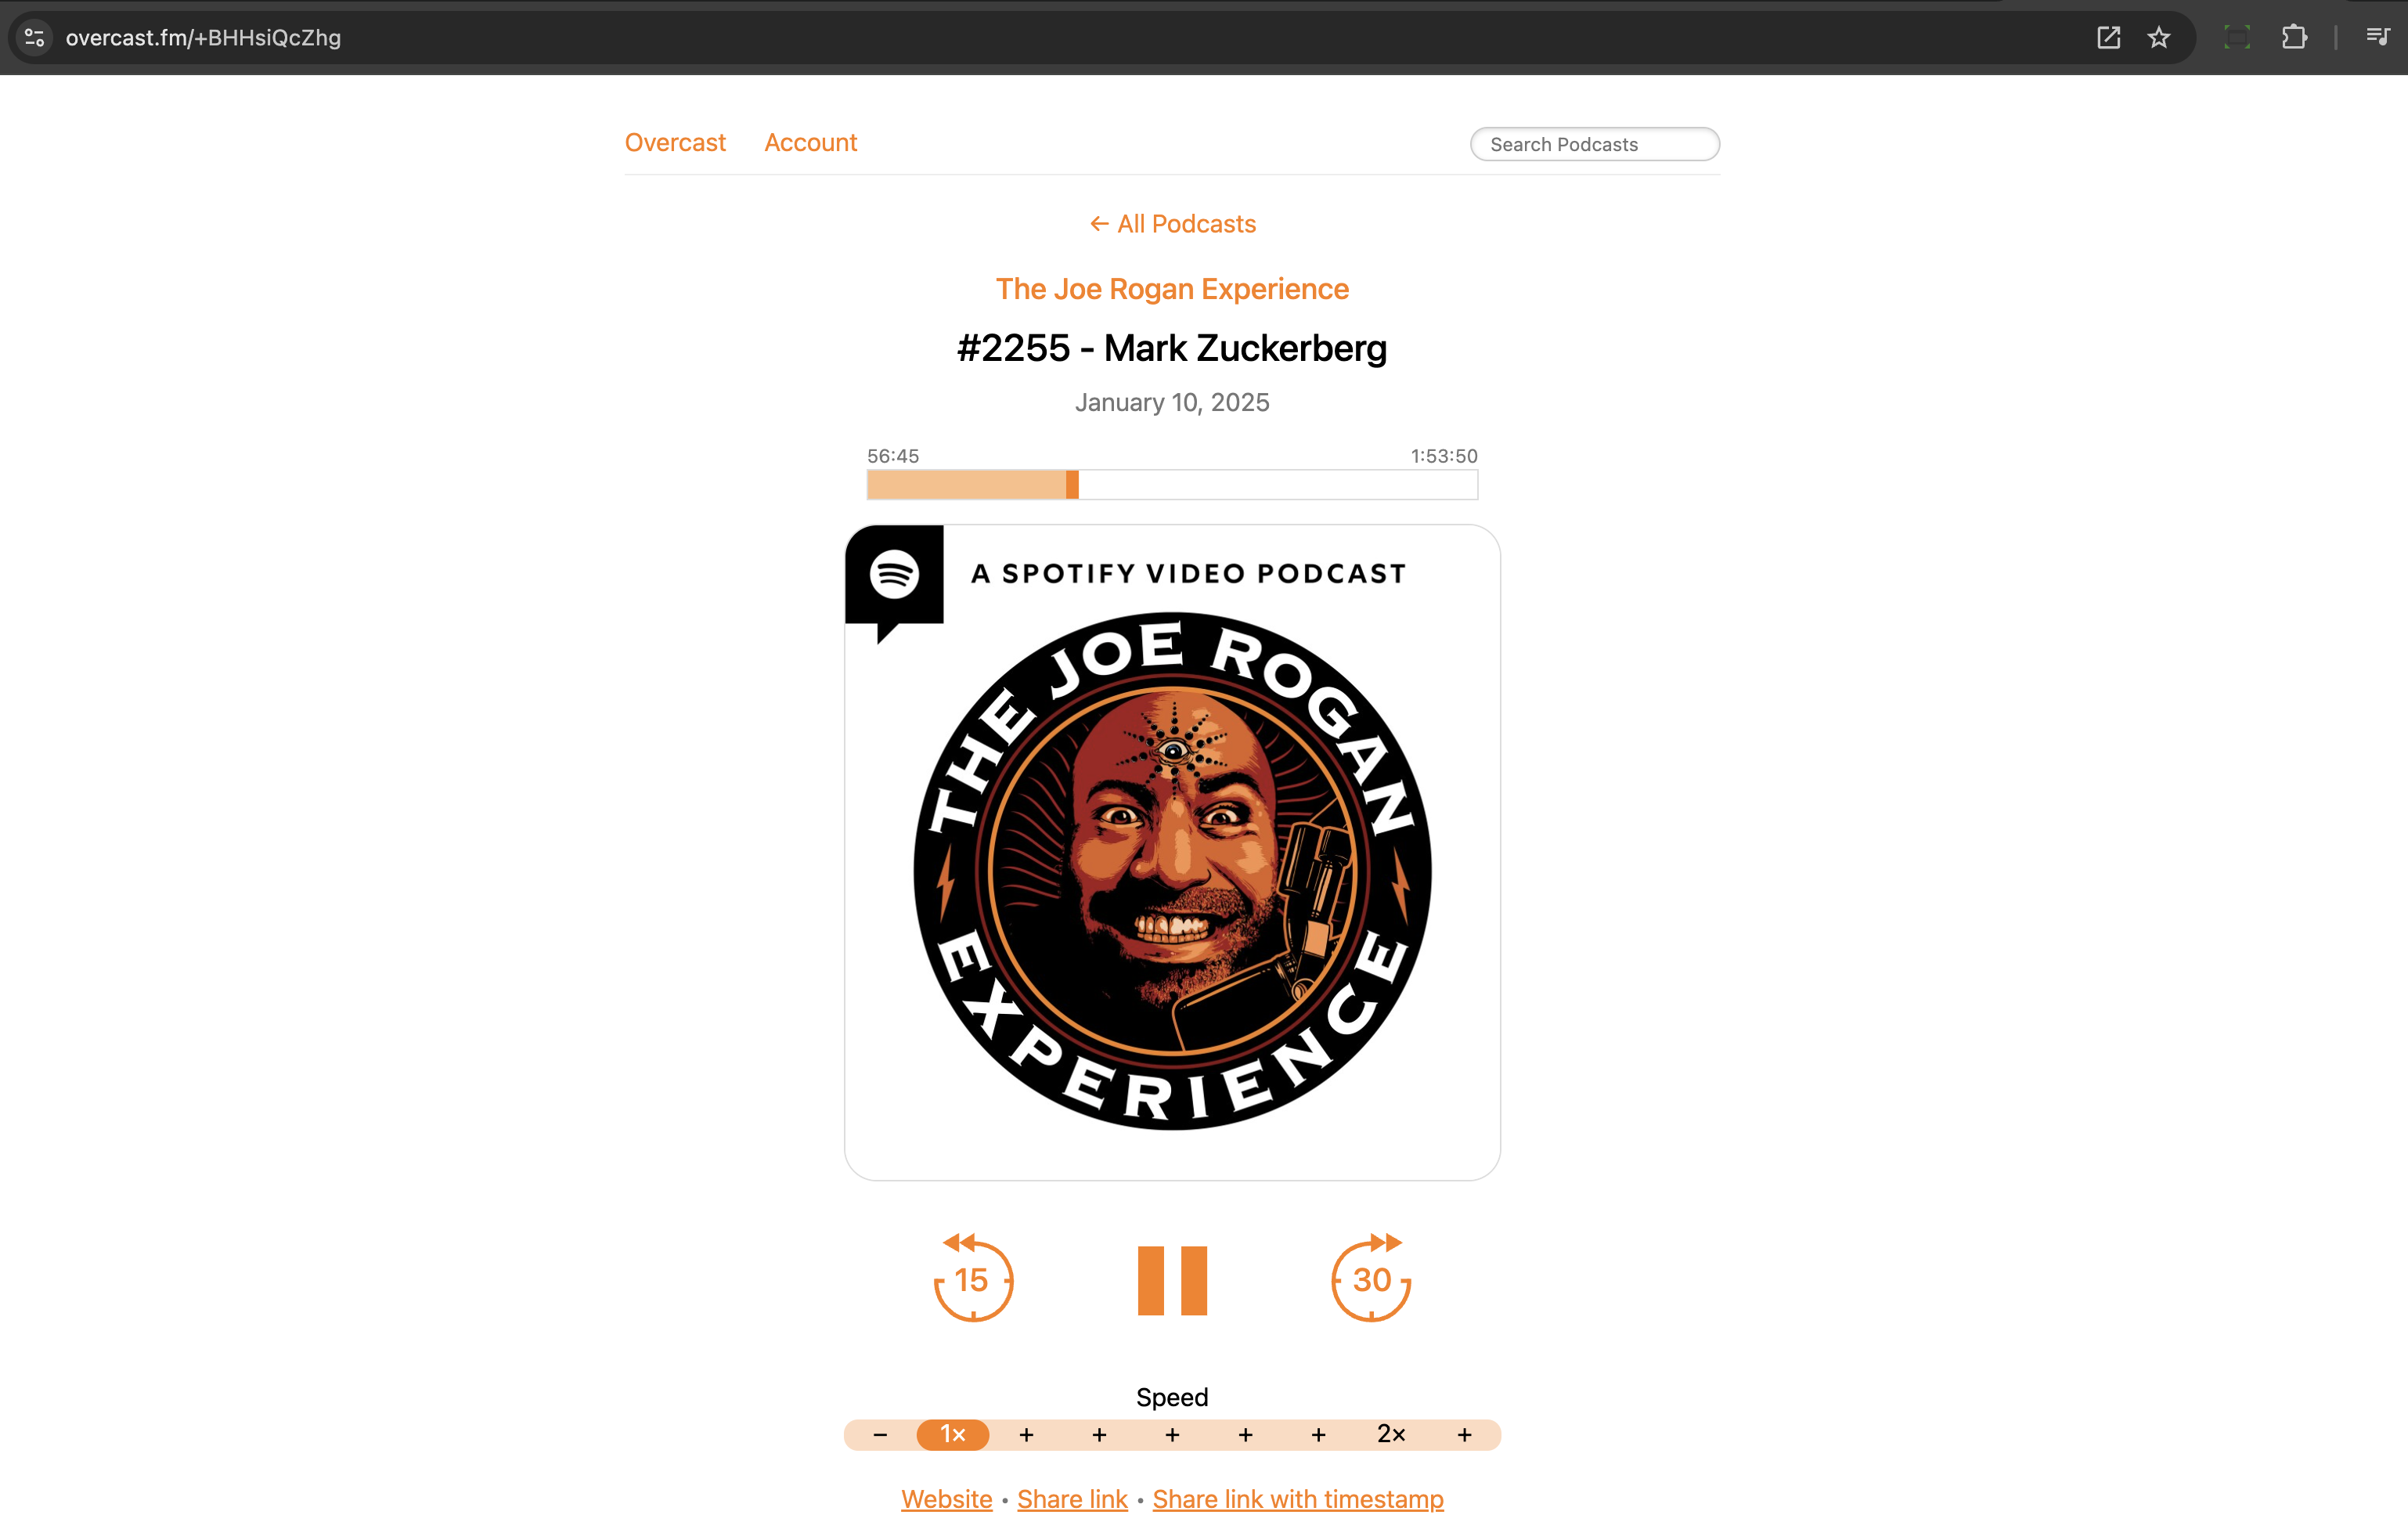 overcast.fm/+BHHsiQcZhg
Overcast Account Search Podcasts
← All Podcasts
The Joe Rogan Experience
#2255 - Mark Zuckerberg
January 10, 2025
56:45 1:53:50
A SPOTIFY VIDEO PODCAST
THE JOE ROGAN
EXPERIENCE
15 30
Speed
− 1× + + + + + 2× +
Website • Share link • Share link with timestamp